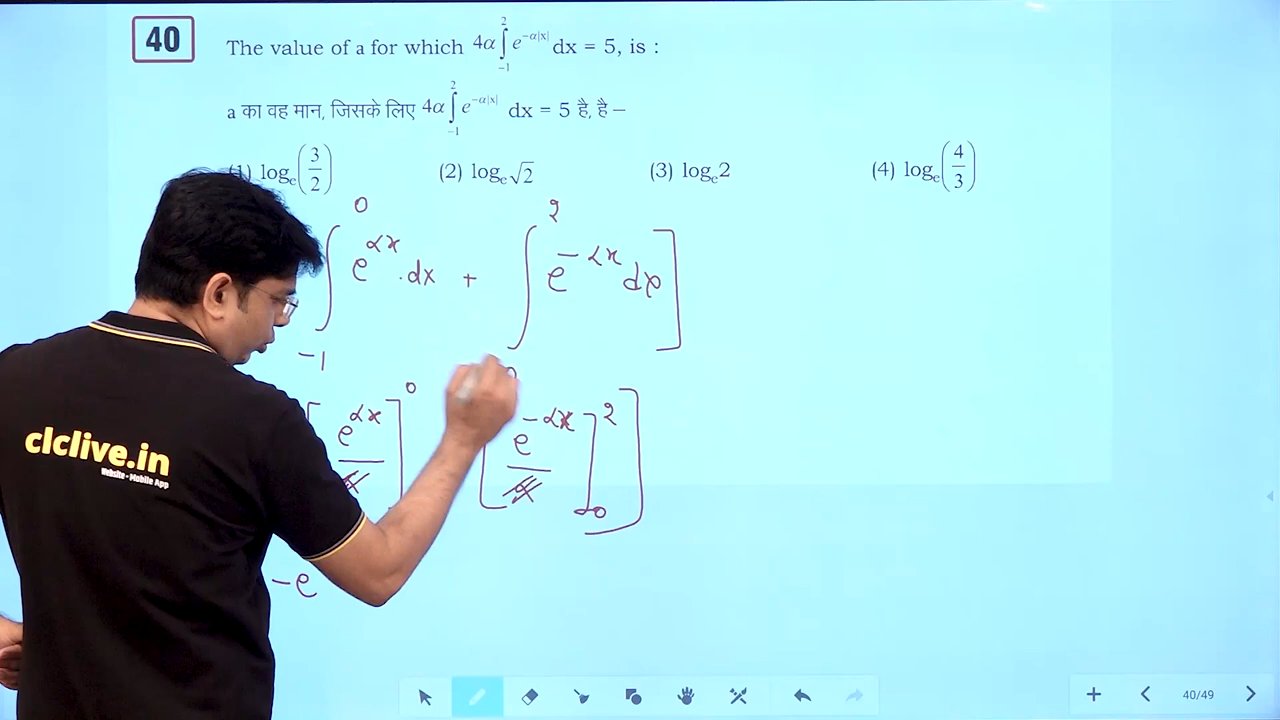 40
The value of a for which 4α∫₋₁² e^(-α|x|) dx = 5, is :
a का वह मान, जिसके लिए 4α∫₋₁² e^(-α|x|) dx = 5 है, है –
(1) logₑ(3/2) (2) logₑ√2 (3) logₑ2 (4) logₑ(4/3)
∫₋₁⁰ e^(αx) · dx + ∫₀² e^(-αx) dx ]
[ e^(αx)/α ]⁰ [ e^(-αx)/α ]₀² ]
- e
clclive.in
Website • Mobile App
40/49